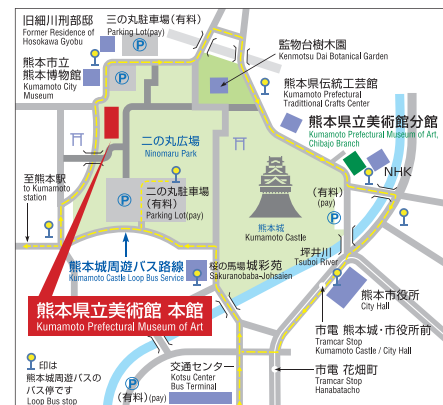 旧細川刑部邸
Former Residence of
Hosokawa Gyobu
三の丸駐車場(有料)
Parking Lot(pay)
P
監物台樹木園
Kenmotsu Dai Botanical Garden
熊本市立
熊本博物館
Kumamoto City
Museum
熊本県伝統工芸館
Kumamoto Prefectural
Traditional Crafts Center
熊本県立美術館分館
Kumamoto Prefectural Museum of Art,
Chibajo Branch
二の丸広場
Ninomaru Park
NHK
至熊本駅
to Kumamoto
station
P
二の丸駐車場
(有料)
Parking Lot(pay)
(有料)
(pay)
P
熊本城
Kumamoto Castle
坪井川
Tsuboi River
熊本城周遊バス路線
Kumamoto Castle Loop Bus Service
桜の馬場城彩苑
Sakuranobaba-Johsaien
熊本県立美術館 本館
Kumamoto Prefectural Museum of Art
熊本市役所
City Hall
市電 熊本城・市役所前
Tramcar Stop
Kumamoto Castle / City Hall
印は
熊本城周遊バスの
バス停です
Loop Bus stop
交通センター
Kotsu Center
Bus Terminal
市電 花畑町
Tramcar Stop
Hanabatacho
P
(有料)(pay)